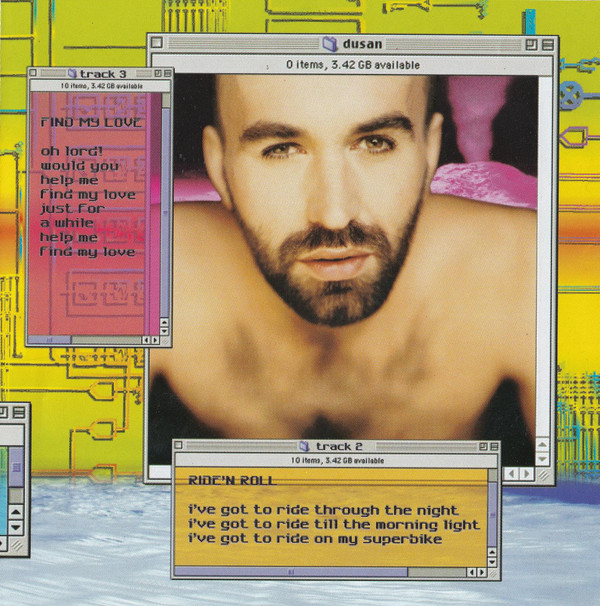 dusan
0 items, 3.42 GB available
track 3
10 items, 3.42 GB available
FIND MY LOVE
oh lord!
would you
help me
find my love
just for
a while
help me
find my love
track 2
10 items, 3.42 GB available
RIDE'N ROLL
i've got to ride through the night
i've got to ride till the morning light
i've got to ride on my superbike